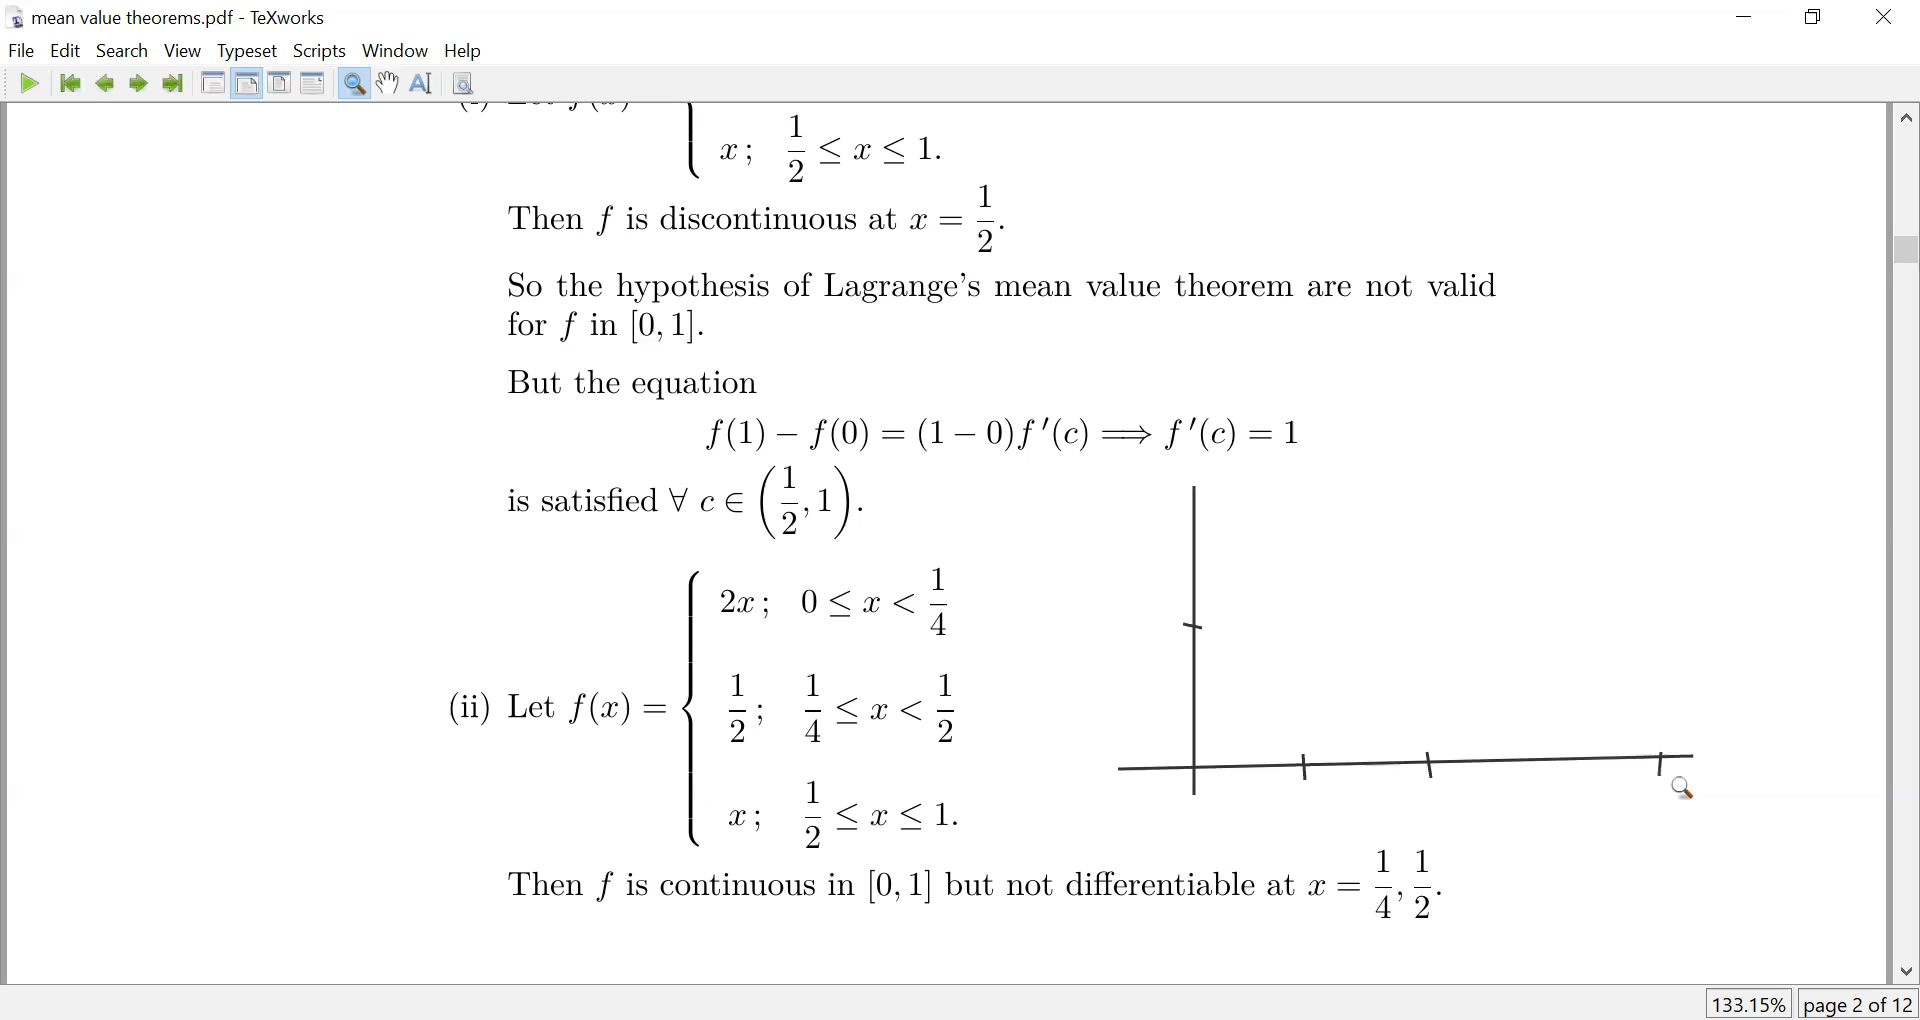 mean value theorems.pdf - TeXworks
File Edit Search View Typeset Scripts Window Help
x; 1/2 ≤ x ≤ 1.
Then f is discontinuous at x = 1/2.
So the hypothesis of Lagrange's mean value theorem are not valid
for f in [0, 1].
But the equation
f(1) − f(0) = (1 − 0)f ′(c) ⟹ f ′(c) = 1
is satisfied ∀ c ∈ (1/2, 1).
2x; 0 ≤ x < 1/4
(ii) Let f(x) = { 1/2; 1/4 ≤ x < 1/2
x; 1/2 ≤ x ≤ 1.
Then f is continuous in [0, 1] but not differentiable at x = 1/4, 1/2.
133.15% page 2 of 12